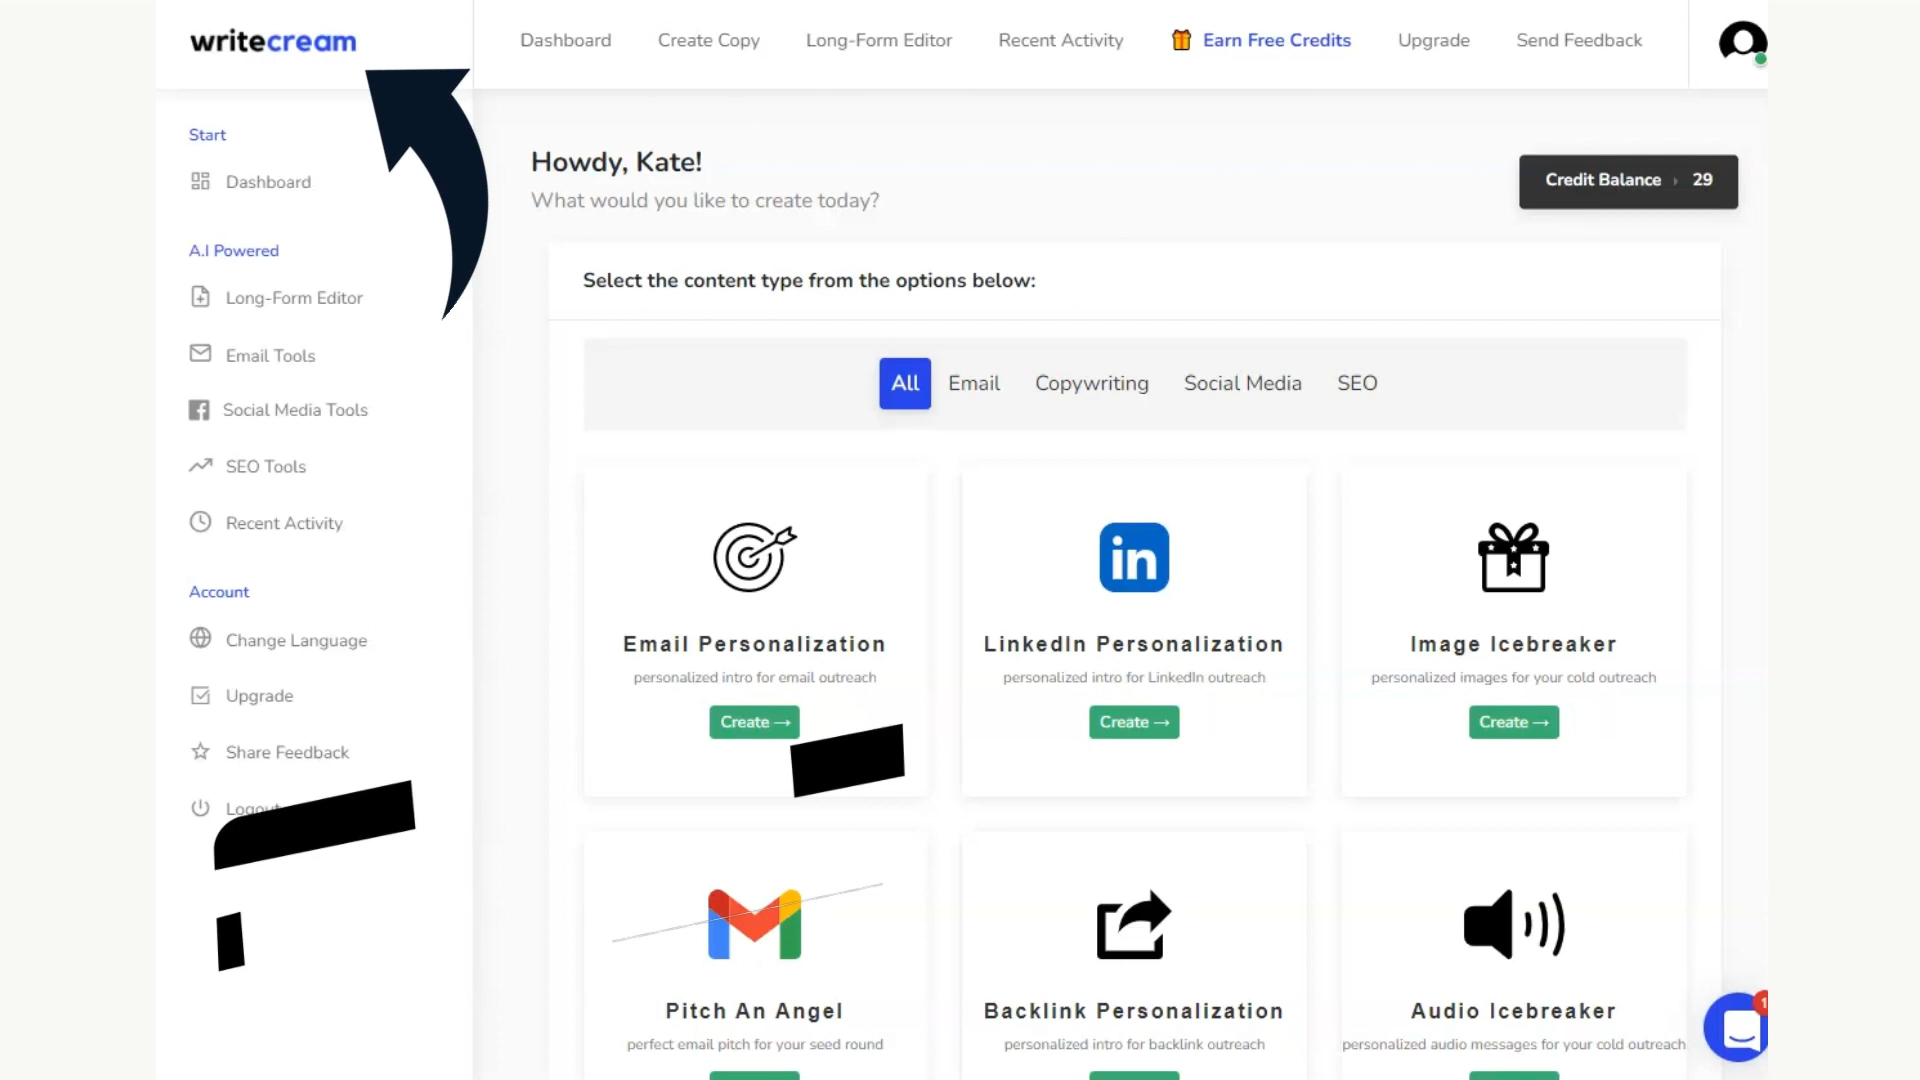 writecream
Dashboard Create Copy Long-Form Editor Recent Activity Earn Free Credits Upgrade Send Feedback
Start
Dashboard
A.I Powered
Long-Form Editor
Email Tools
Social Media Tools
SEO Tools
Recent Activity
Account
Change Language
Upgrade
Share Feedback
Logout
Howdy, Kate!
What would you like to create today?
Credit Balance › 29
Select the content type from the options below:
All Email Copywriting Social Media SEO
Email Personalization
personalized intro for email outreach
Create →
LinkedIn Personalization
personalized intro for LinkedIn outreach
Create →
Image Icebreaker
personalized images for your cold outreach
Create →
Pitch An Angel
perfect email pitch for your seed round
Backlink Personalization
personalized intro for backlink outreach
Audio Icebreaker
personalized audio messages for your cold outreach
1